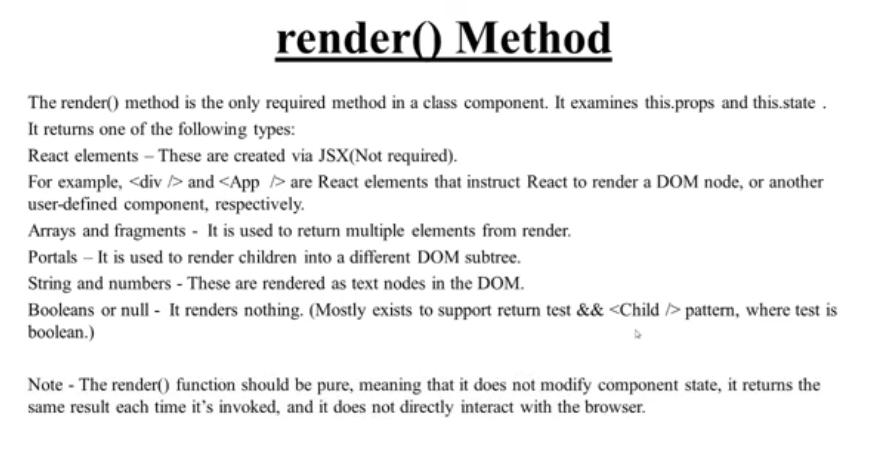 render() Method
The render() method is the only required method in a class component. It examines this.props and this.state .
It returns one of the following types:
React elements – These are created via JSX(Not required).
For example, <div /> and <App /> are React elements that instruct React to render a DOM node, or another
user-defined component, respectively.
Arrays and fragments - It is used to return multiple elements from render.
Portals – It is used to render children into a different DOM subtree.
String and numbers - These are rendered as text nodes in the DOM.
Booleans or null - It renders nothing. (Mostly exists to support return test && <Child /> pattern, where test is
boolean.)
Note - The render() function should be pure, meaning that it does not modify component state, it returns the
same result each time it’s invoked, and it does not directly interact with the browser.